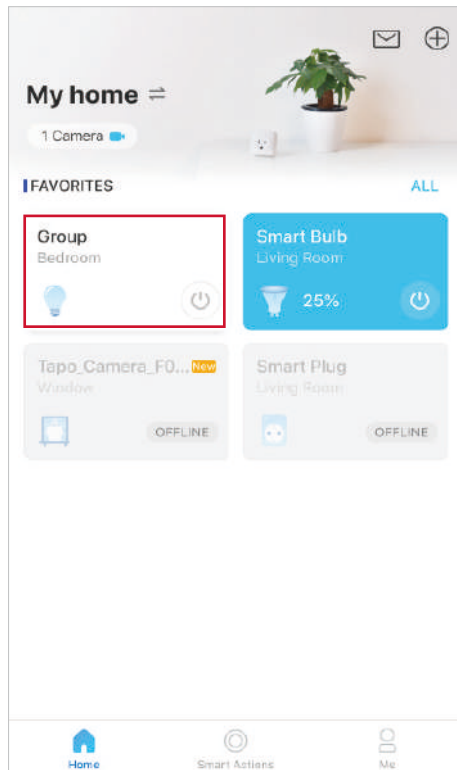 My home
1 Camera
FAVORITES
ALL
Group
Bedroom
Smart Bulb
Living Room
25%
Tapo_Camera_F0... New
Window
OFFLINE
Smart Plug
Living Room
OFFLINE
Home
Smart Actions
Me